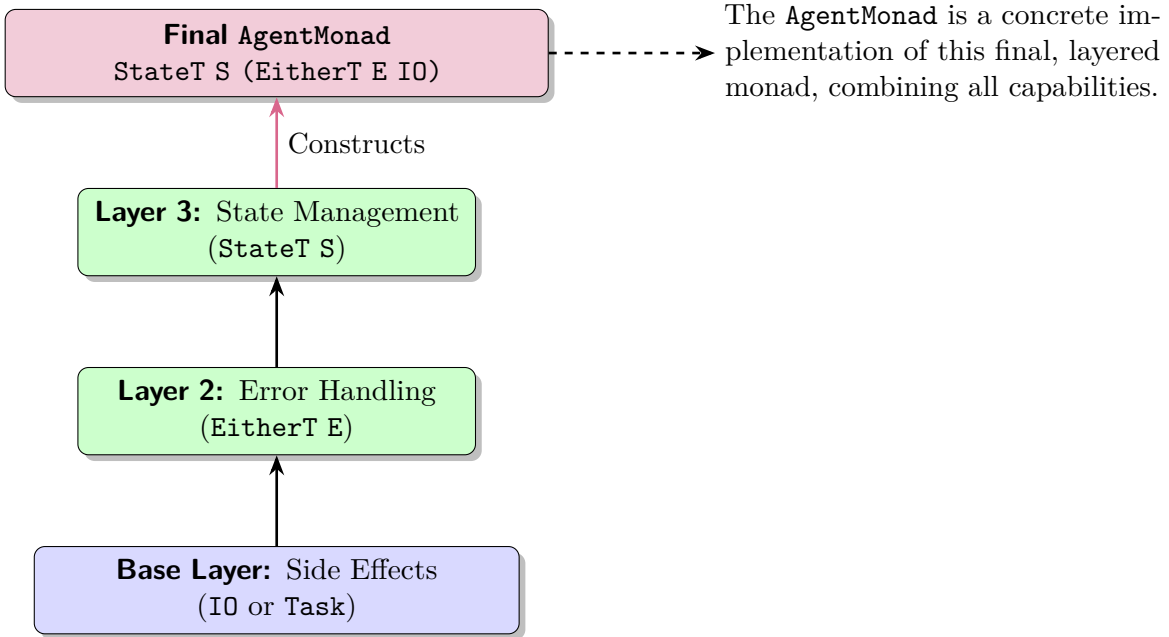 Final AgentMonad
StateT S (EitherT E IO)
The AgentMonad is a concrete im-
plementation of this final, layered
monad, combining all capabilities.
Constructs
Layer 3: State Management
(StateT S)
Layer 2: Error Handling
(EitherT E)
Base Layer: Side Effects
(IO or Task)